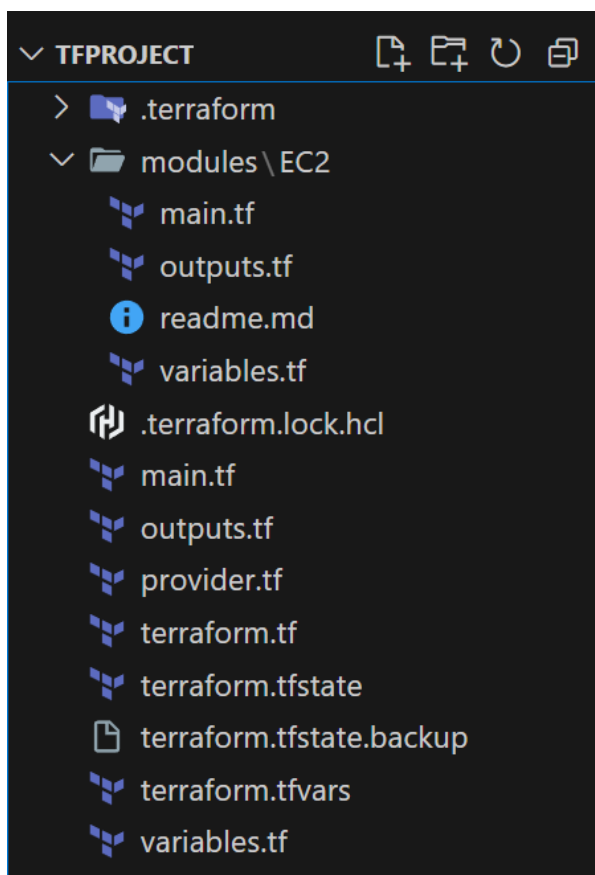 TFPROJECT
.terraform
modules\EC2
main.tf
outputs.tf
readme.md
variables.tf
.terraform.lock.hcl
main.tf
outputs.tf
provider.tf
terraform.tf
terraform.tfstate
terraform.tfstate.backup
terraform.tfvars
variables.tf